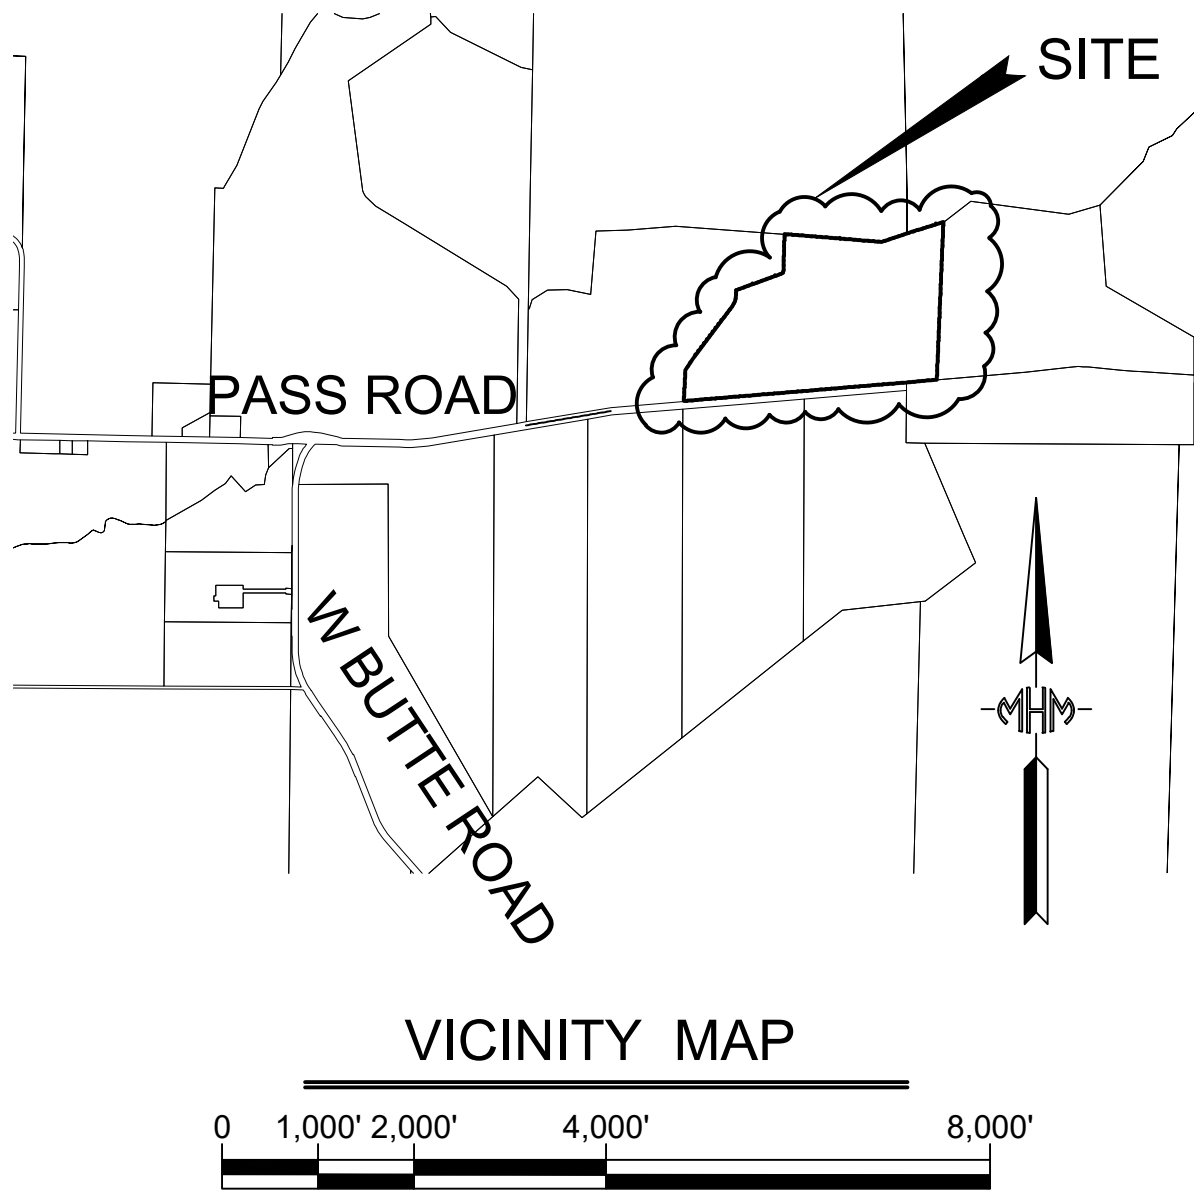 SITE
PASS ROAD
W BUTTE ROAD
MHM
VICINITY MAP
0 1,000' 2,000' 4,000' 8,000'